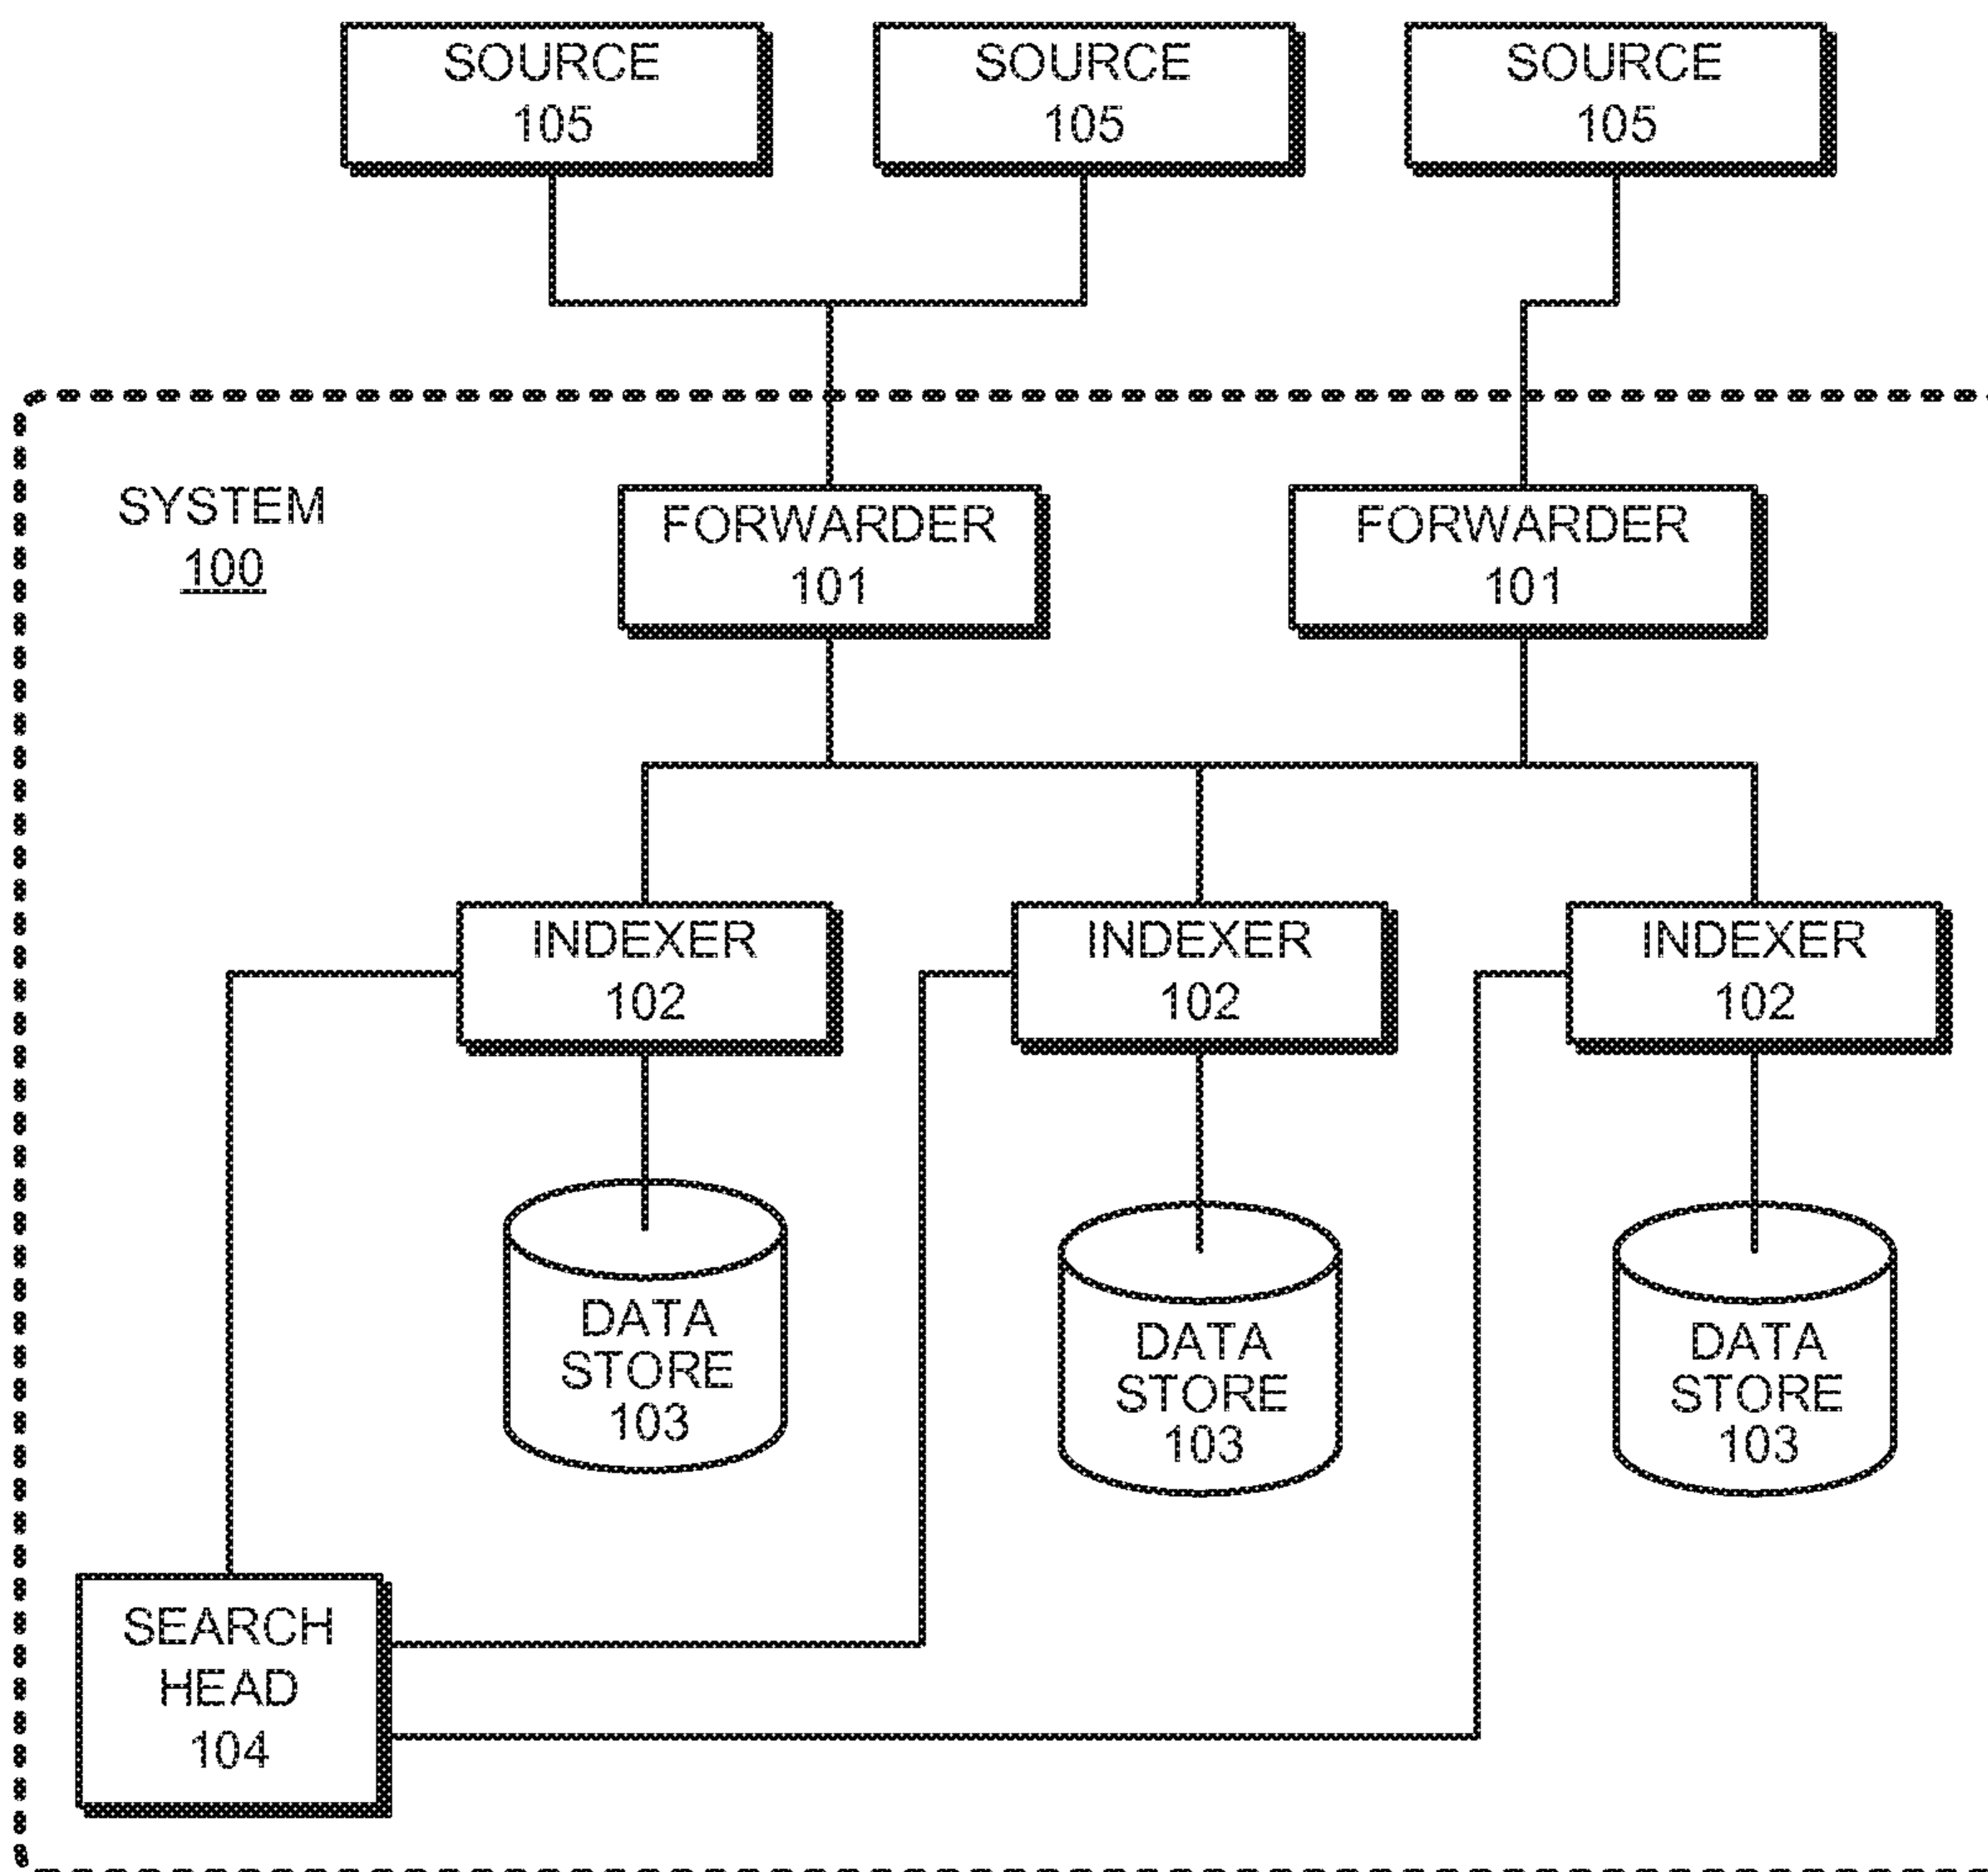 SOURCE
105
SOURCE
105
SOURCE
105
SYSTEM
100
FORWARDER
101
FORWARDER
101
INDEXER
102
INDEXER
102
INDEXER
102
DATA
STORE
103
DATA
STORE
103
DATA
STORE
103
SEARCH
HEAD
104